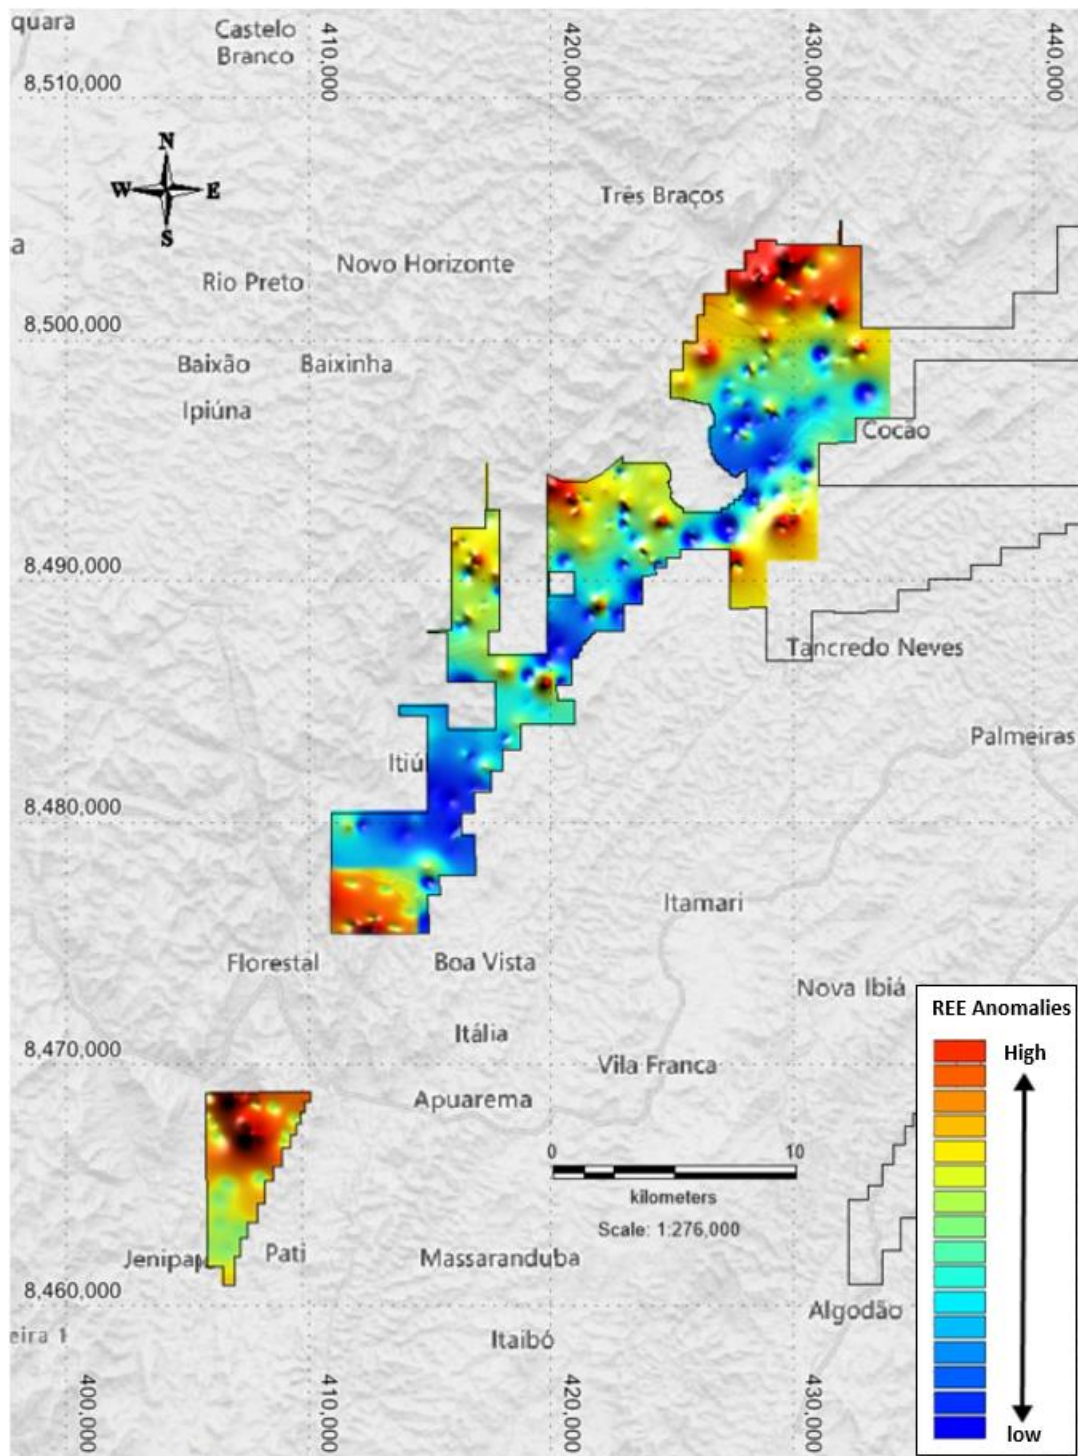 quara
Castelo
Branco
410,000
420,000
430,000
440,000
8,510,000
N
W
E
S
Três Braços
a
Novo Horizonte
Rio Preto
8,500,000
Baixão
Baixinha
Ipiúna
Cocão
8,490,000
Tancredo Neves
Palmeiras
Itiú
8,480,000
Itamari
Florestal
Boa Vista
Nova Ibiá
REE Anomalies
High
low
Itália
8,470,000
Vila Franca
Apuarema
0
10
kilometers
Scale: 1:276,000
Jenipap
Pati
Massaranduba
8,460,000
Algodão
eira 1
Itaibó
400,000
410,000
420,000
430,000